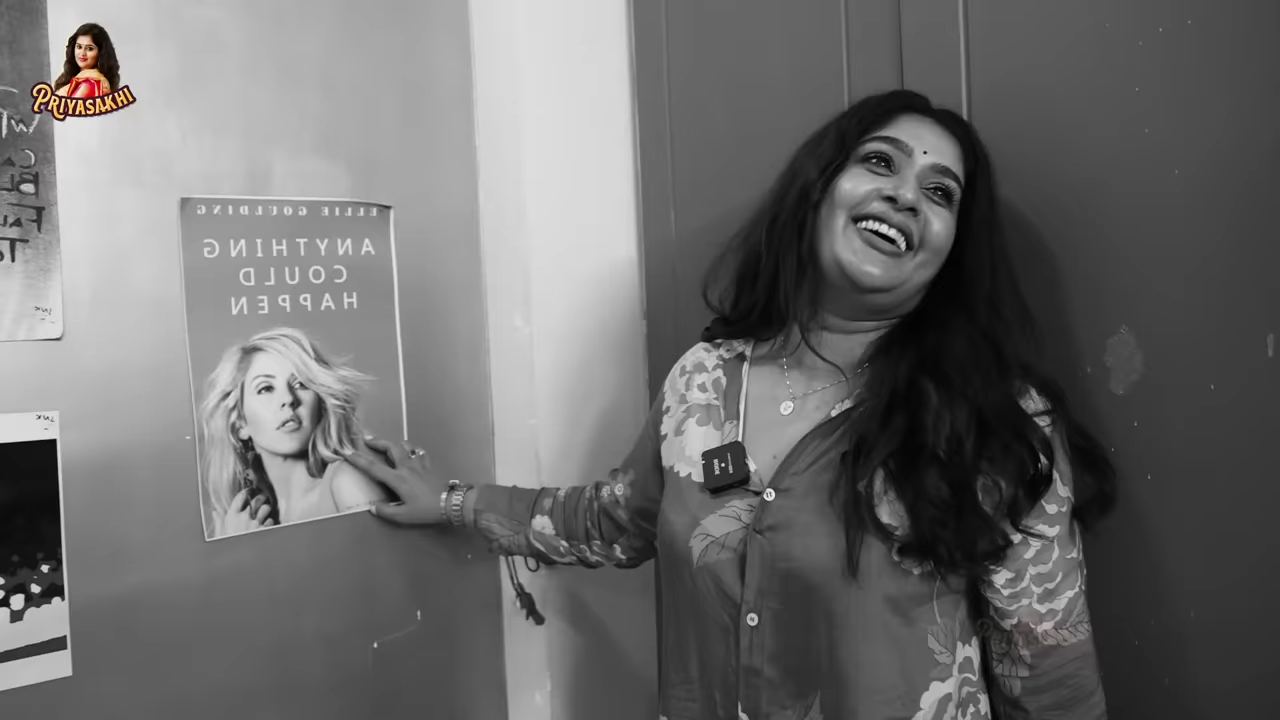 PRIYASAKHI
ELLIE GOULDING
ANYTHING
COULD
HAPPEN